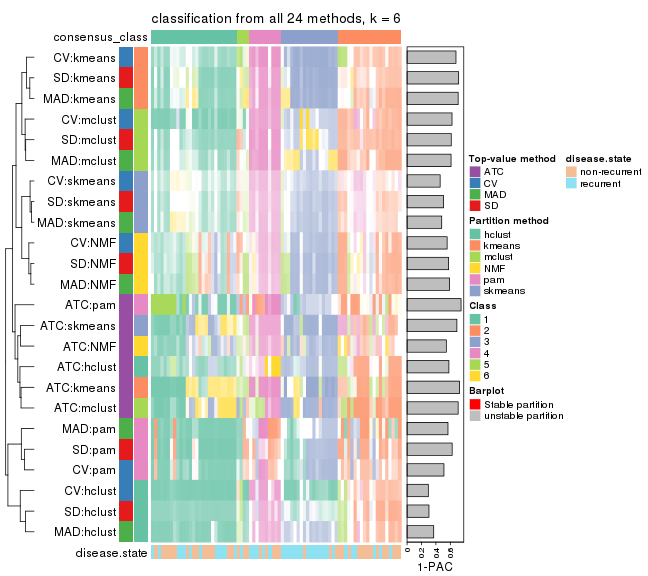 classification from all 24 methods, k = 6
consensus_class
CV:kmeans
SD:kmeans
MAD:kmeans
CV:mclust
SD:mclust
MAD:mclust
CV:skmeans
SD:skmeans
MAD:skmeans
CV:NMF
SD:NMF
MAD:NMF
ATC:pam
ATC:skmeans
ATC:NMF
ATC:hclust
ATC:kmeans
ATC:mclust
MAD:pam
SD:pam
CV:pam
CV:hclust
SD:hclust
MAD:hclust
disease.state
0 0.2 0.4 0.6
1-PAC
Top-value method
ATC
CV
MAD
SD
Partition method
hclust
kmeans
mclust
NMF
pam
skmeans
Class
1
2
3
4
5
6
Barplot
Stable partition
unstable partition
disease.state
non-recurrent
recurrent